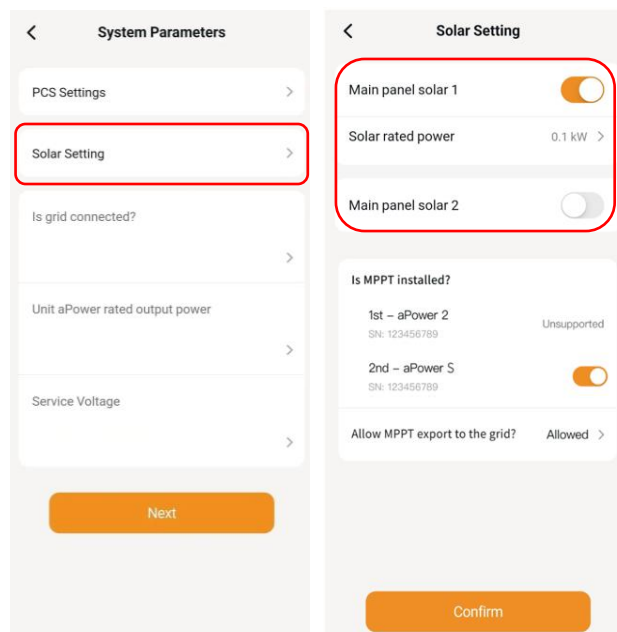 System Parameters
PCS Settings
Solar Setting
Is grid connected?
Unit aPower rated output power
Service Voltage
Next
Solar Setting
Main panel solar 1
Solar rated power 0.1 kW
Main panel solar 2
Is MPPT installed?
1st – aPower 2 Unsupported
SN: 123456789
2nd – aPower S
SN: 123456789
Allow MPPT export to the grid? Allowed
Confirm